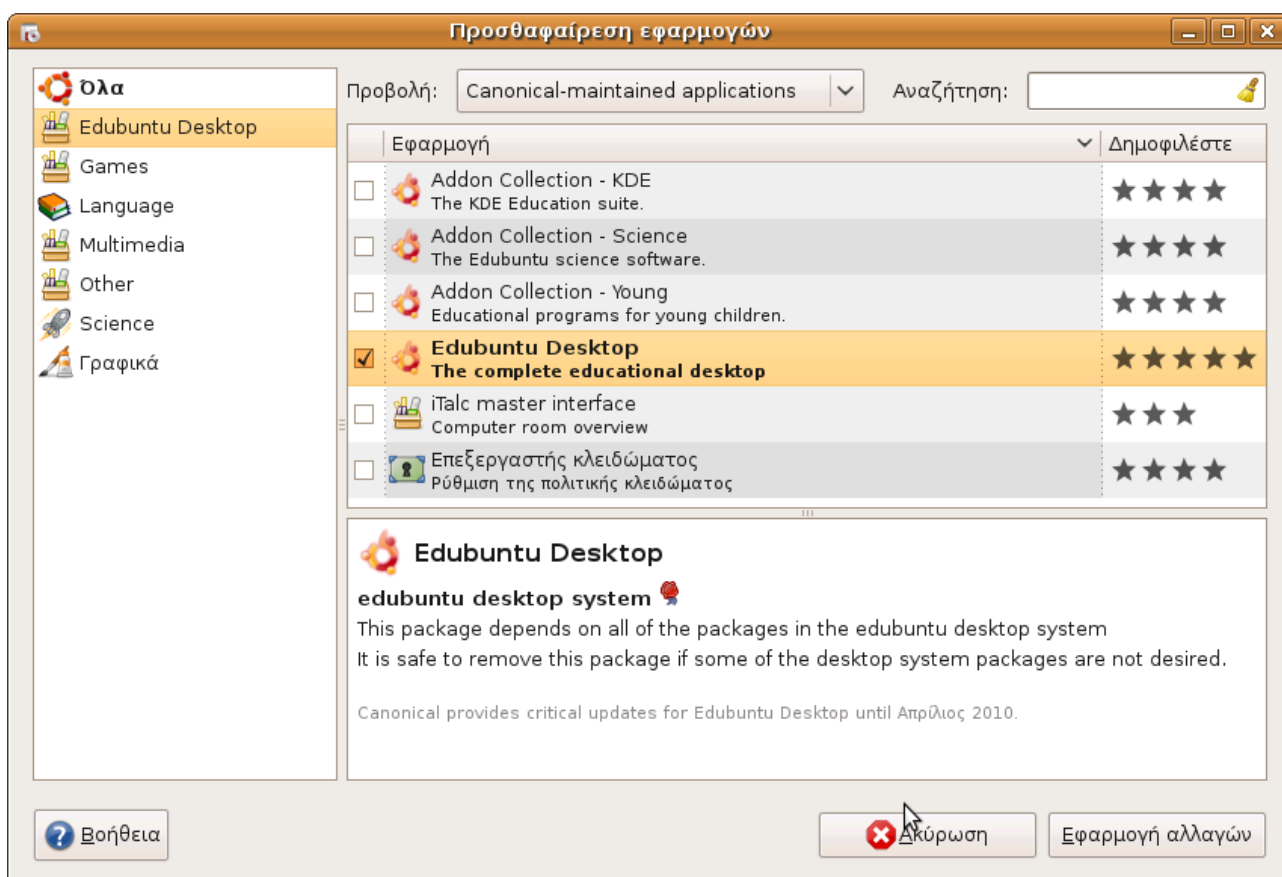 Προσθαφαίρεση εφαρμογών
Όλα
Edubuntu Desktop
Games
Language
Multimedia
Other
Science
Γραφικά
Προβολή: Canonical-maintained applications Αναζήτηση:
Εφαρμογή Δημοφιλέστε
Addon Collection - KDE
The KDE Education suite.
Addon Collection - Science
The Edubuntu science software.
Addon Collection - Young
Educational programs for young children.
Edubuntu Desktop
The complete educational desktop
iTalc master interface
Computer room overview
Επεξεργαστής κλειδώματος
Ρύθμιση της πολιτικής κλειδώματος
Edubuntu Desktop
edubuntu desktop system
This package depends on all of the packages in the edubuntu desktop system
It is safe to remove this package if some of the desktop system packages are not desired.
Canonical provides critical updates for Edubuntu Desktop until Απρίλιος 2010.
Βοήθεια Ακύρωση Εφαρμογή αλλαγών